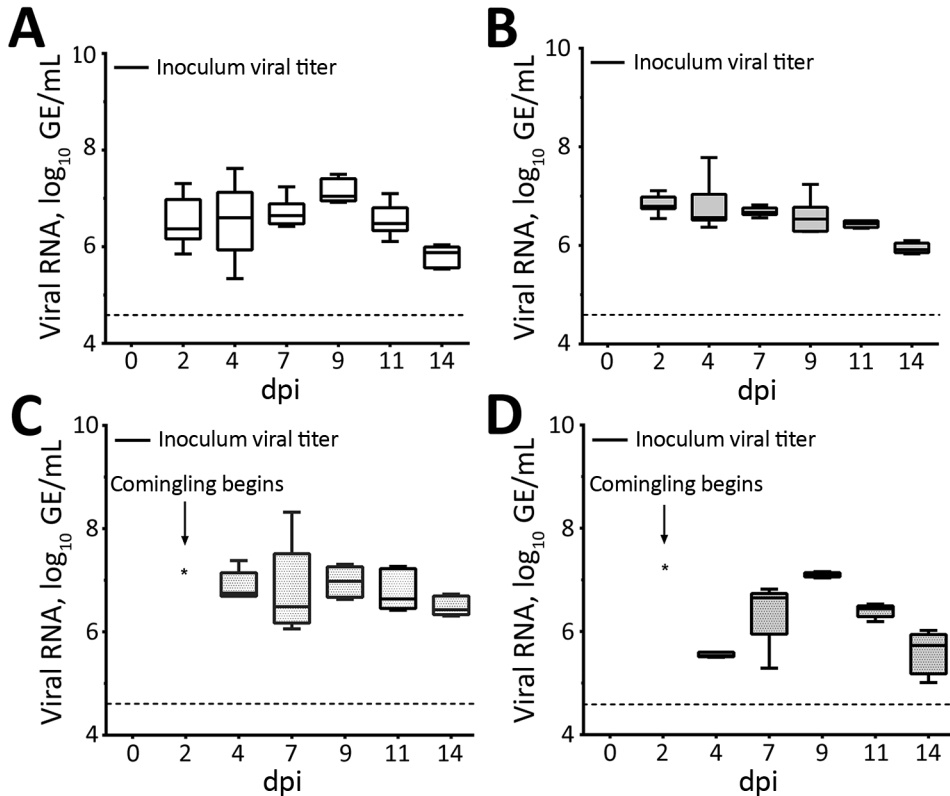 A
Viral RNA, log10 GE/mL
Inoculum viral titer
10
8
6
4
0 2 4 7 9 11 14
dpi
B
Viral RNA, log10 GE/mL
Inoculum viral titer
10
8
6
4
0 2 4 7 9 11 14
dpi
C
Viral RNA, log10 GE/mL
Inoculum viral titer
Comingling begins
*
10
8
6
4
0 2 4 7 9 11 14
dpi
D
Viral RNA, log10 GE/mL
Inoculum viral titer
Comingling begins
*
10
8
6
4
0 2 4 7 9 11 14
dpi